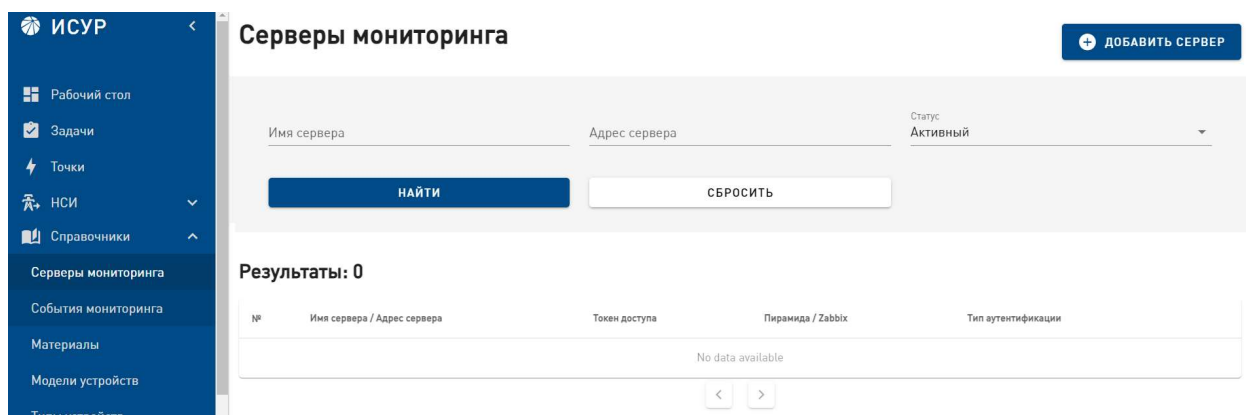 ИСУР
Рабочий стол
Задачи
Точки
НСИ
Справочники
Серверы мониторинга
События мониторинга
Материалы
Модели устройств
Серверы мониторинга
ДОБАВИТЬ СЕРВЕР
Имя сервера
Адрес сервера
Статус
Активный
НАЙТИ
СБРОСИТЬ
Результаты: 0
№ Имя сервера / Адрес сервера Токен доступа Пирамида / Zabbix Тип аутентификации
No data available